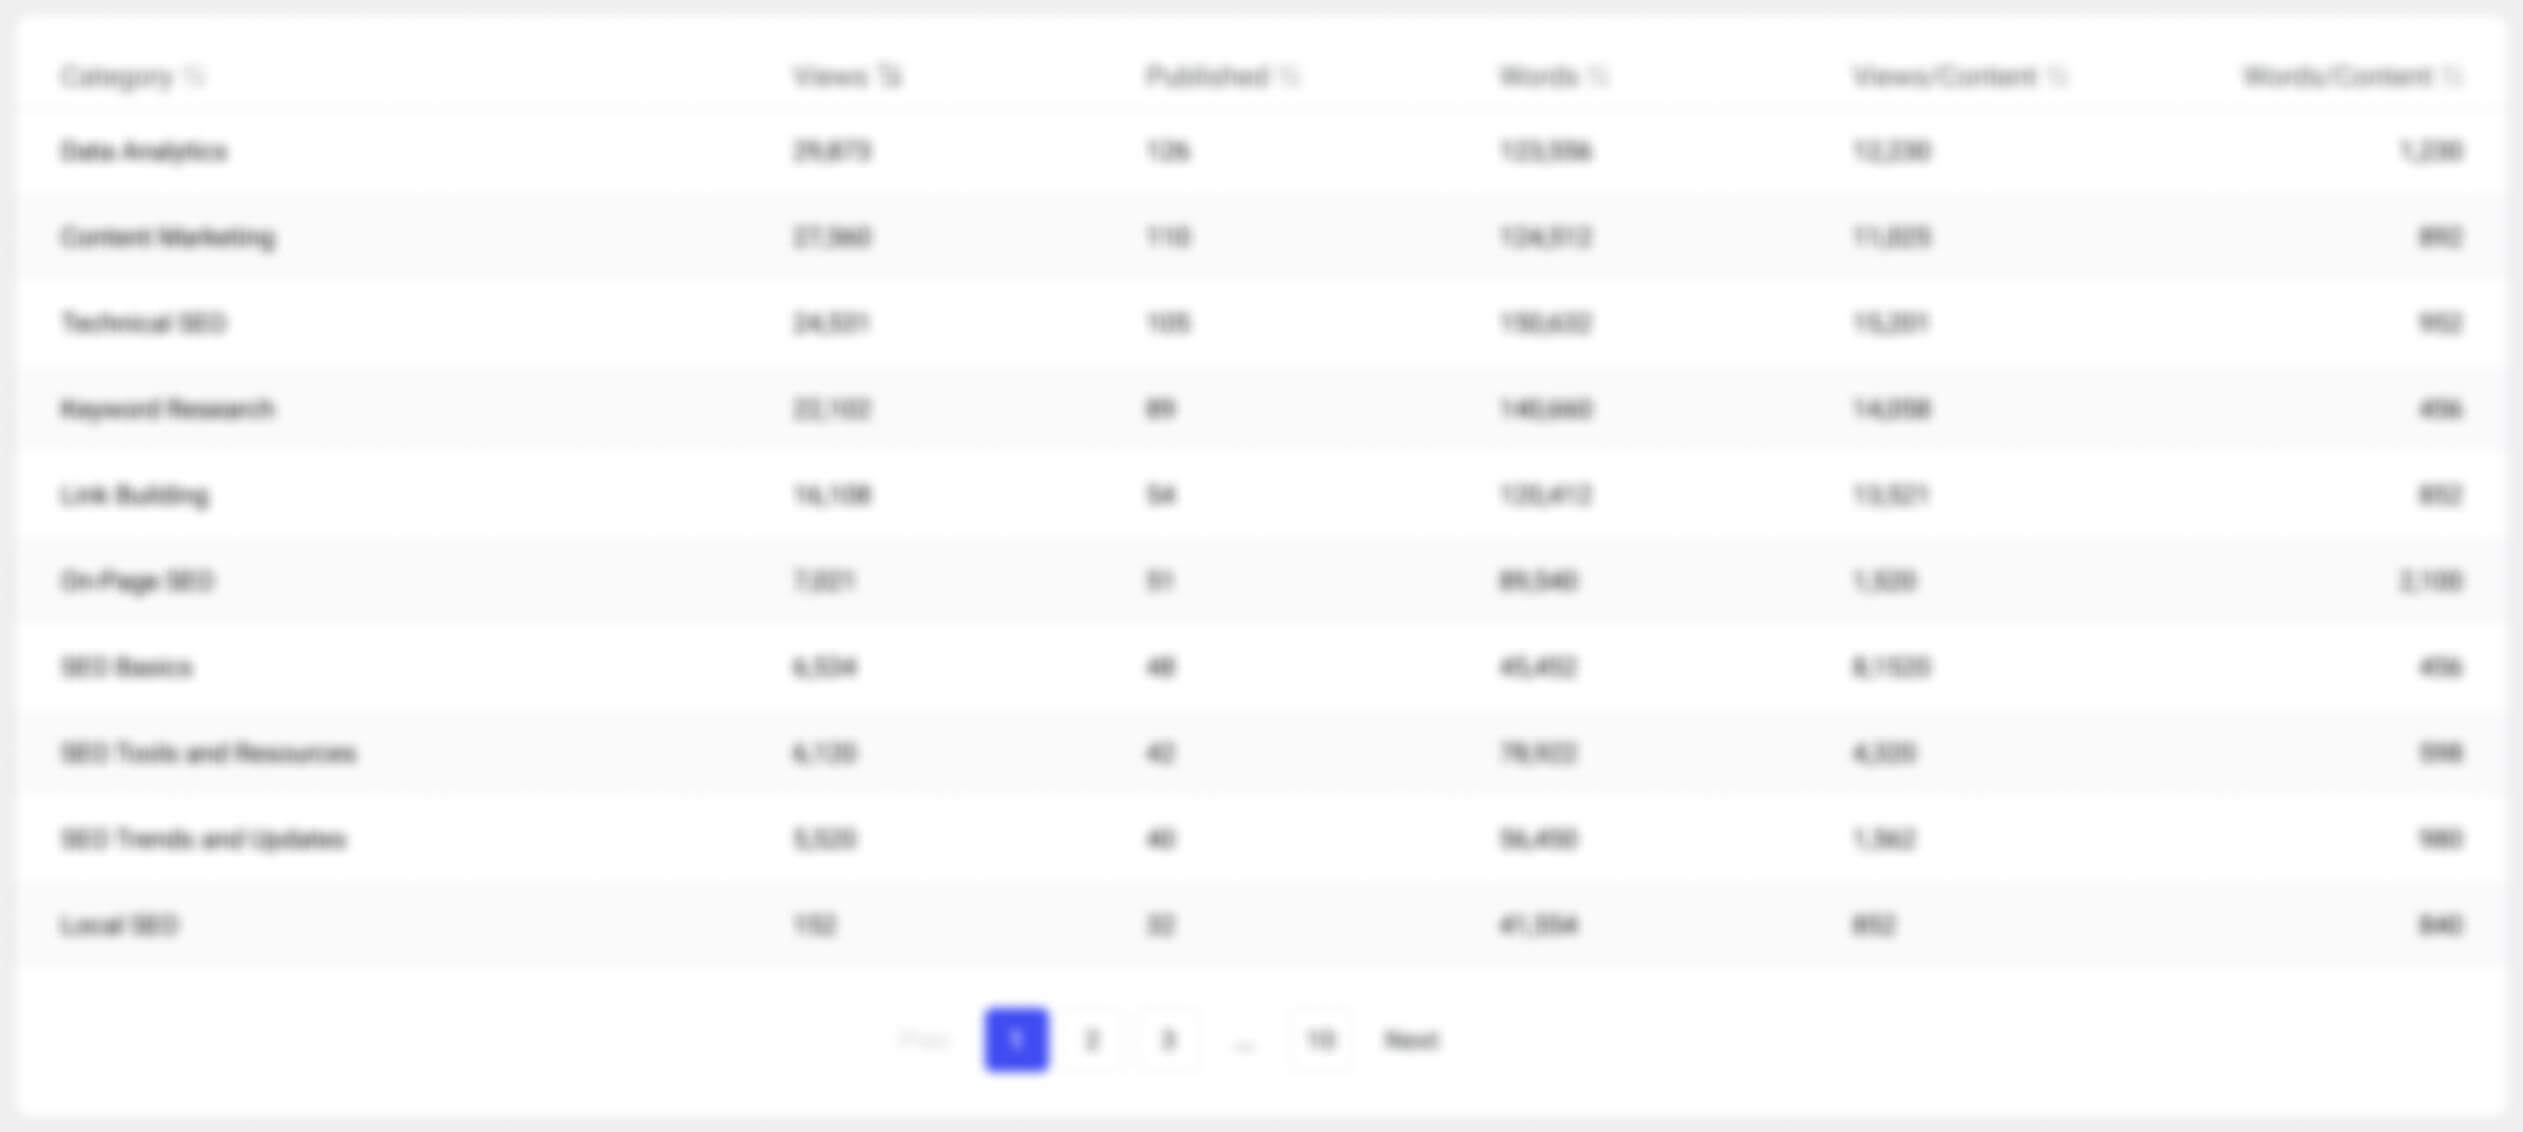 Category Views Published Words Views/Content Words/Content
Data Analytics 29,873 126 123,556 12,230 1,230
Content Marketing 27,560 110 124,512 11,025 892
Technical SEO 24,531 105 150,632 15,201 952
Keyword Research 22,102 89 140,660 14,058 456
Link Building 16,108 54 120,412 13,521 852
On-Page SEO 7,021 51 89,540 1,520 2,100
SEO Basics 6,534 48 45,452 8,1520 456
SEO Tools and Resources 6,120 42 78,922 4,320 598
SEO Trends and Updates 5,520 40 56,450 1,562 980
Local SEO 152 32 41,554 852 840
Prev 1 2 3 ... 10 Next